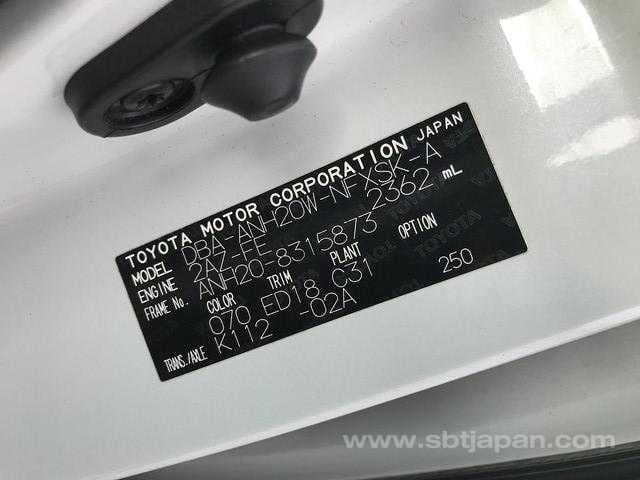 TOYOTA MOTOR CORPORATION JAPAN
MODEL DBA-ANH20W-NFXSK-A
ENGINE 2AZ-FE 2362 mL
FRAME No. ANH20-8315873
COLOR TRIM PLANT OPTION
070 ED18 C31 250
TRANS./AXLE K112 -02A
www.sbtjapan.com